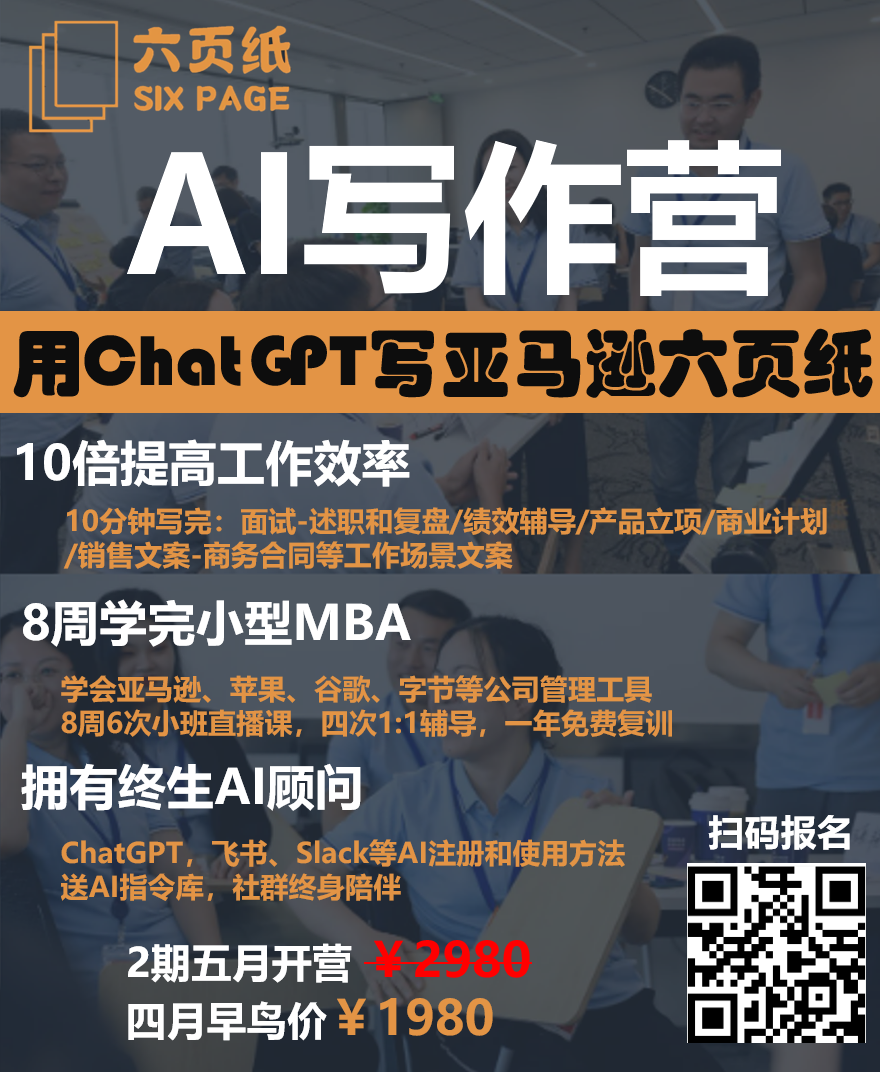 六页纸
SIX PAGE
AI写作营
用ChatGPT写亚马逊六页纸
10倍提高工作效率
10分钟写完：面试-述职和复盘/绩效辅导/产品立项/商业计划
/销售文案-商务合同等工作场景文案
8周学完小型MBA
学会亚马逊、苹果、谷歌、字节等公司管理工具
8周6次小班直播课，四次1:1辅导，一年免费复训
拥有终生AI顾问
ChatGPT，飞书、Slack等AI注册和使用方法
送AI指令库，社群终身陪伴
扫码报名
2期五月开营 ￥2980
四月早鸟价￥1980